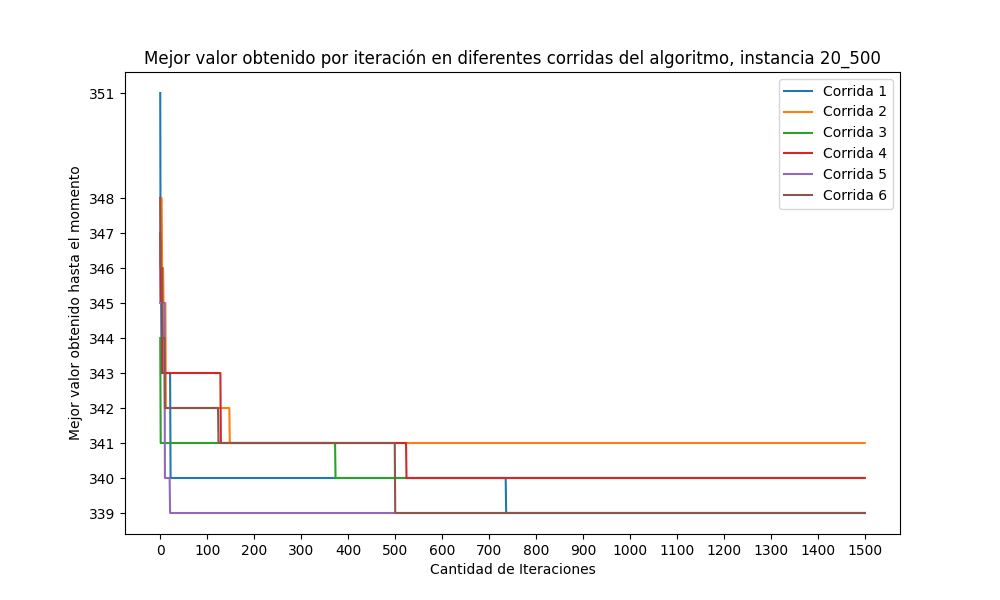 Mejor valor obtenido por iteración en diferentes corridas del algoritmo, instancia 20_500
Mejor valor obtenido hasta el momento
351
348
347
346
345
344
343
342
341
340
339
Corrida 1
Corrida 2
Corrida 3
Corrida 4
Corrida 5
Corrida 6
0 100 200 300 400 500 600 700 800 900 1000 1100 1200 1300 1400 1500
Cantidad de Iteraciones